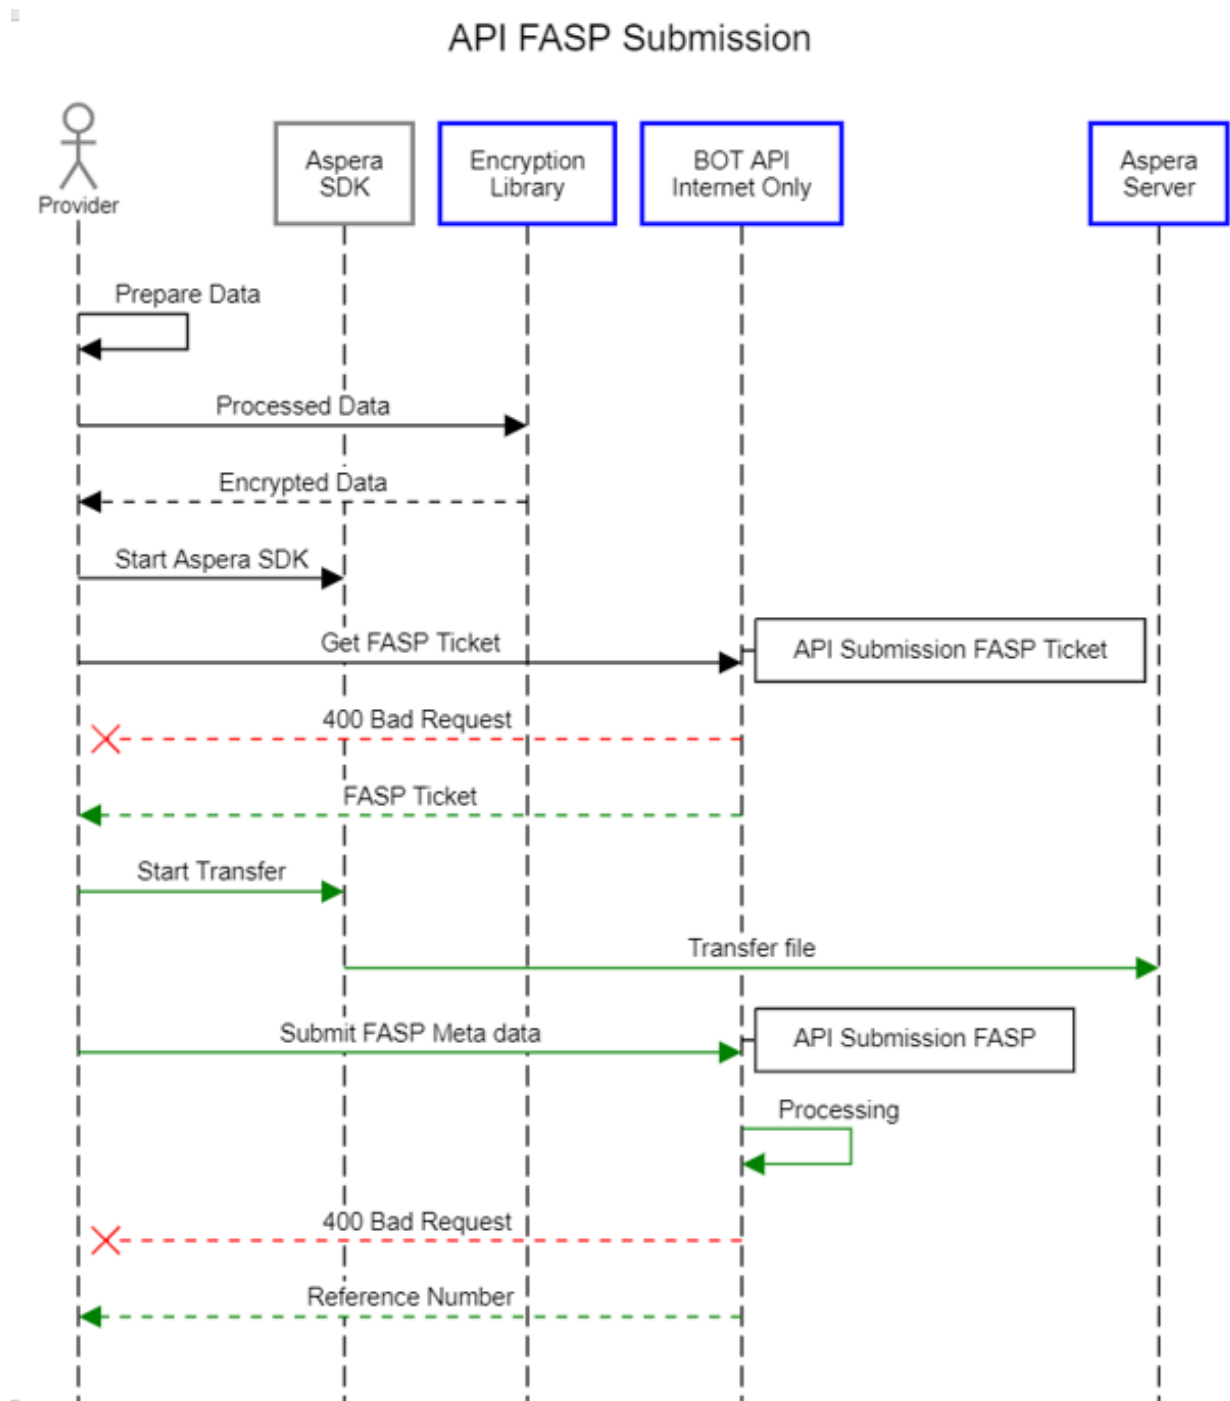 API FASP Submission
Provider
Aspera
SDK
Encryption
Library
BOT API
Internet Only
Aspera
Server
Prepare Data
Processed Data
Encrypted Data
Start Aspera SDK
Get FASP Ticket
API Submission FASP Ticket
400 Bad Request
FASP Ticket
Start Transfer
Transfer file
Submit FASP Meta data
API Submission FASP
Processing
400 Bad Request
Reference Number